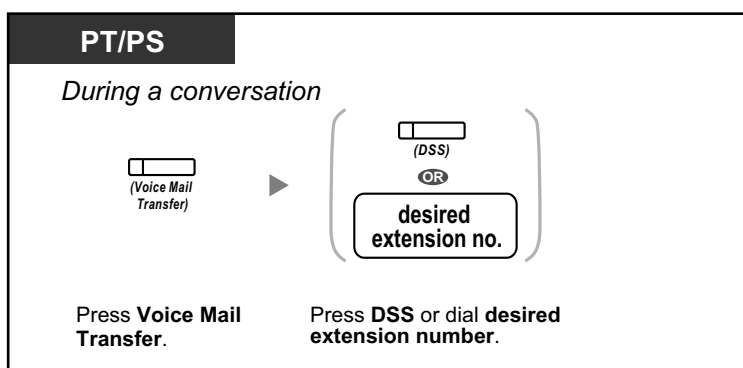 PT/PS
During a conversation
(Voice Mail
Transfer)
(DSS)
OR
desired
extension no.
Press Voice Mail
Transfer.
Press DSS or dial desired
extension number.